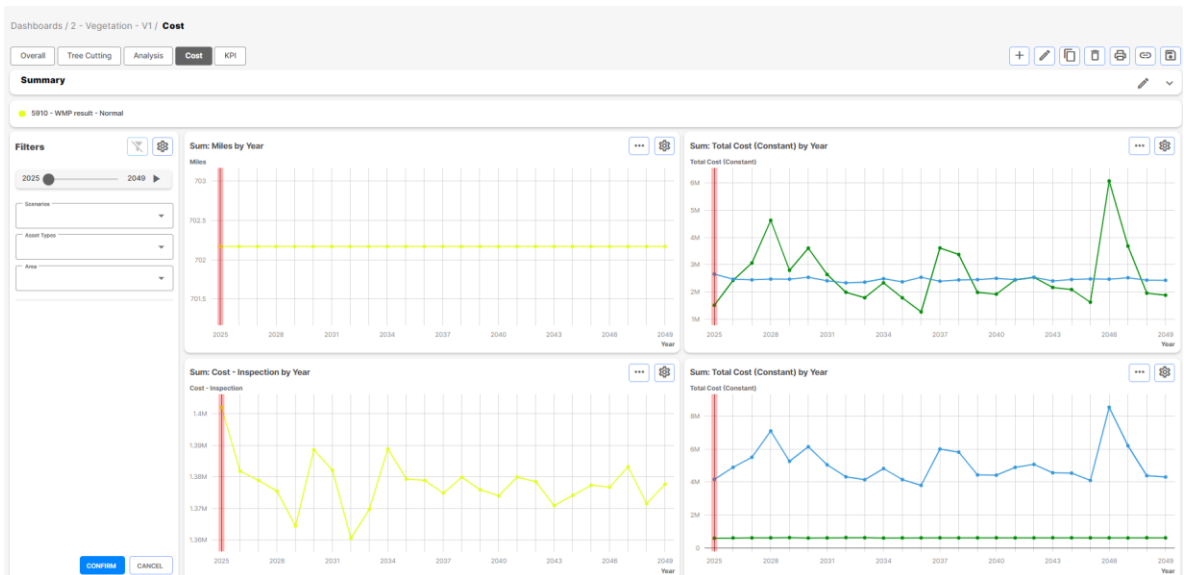 Dashboards / 2 - Vegetation - V1 / Cost
Overall Tree Cutting Analysis Cost KPI
Summary
5910 - WMP result - Normal
Filters
2025 2049
Scenarios
Asset Types
Area
CONFIRM CANCEL
Sum: Miles by Year
Miles
703
702.5
702
701.5
2025 2028 2031 2034 2037 2040 2043 2046 2049
Year
Sum: Total Cost (Constant) by Year
Total Cost (Constant)
6M
5M
4M
3M
2M
1M
2025 2028 2031 2034 2037 2040 2043 2046 2049
Year
Sum: Cost - Inspection by Year
Cost - Inspection
1.4M
1.39M
1.38M
1.37M
1.36M
2025 2028 2031 2034 2037 2040 2043 2046 2049
Year
Sum: Total Cost (Constant) by Year
Total Cost (Constant)
8M
6M
4M
2M
0
2025 2028 2031 2034 2037 2040 2043 2046 2049
Year